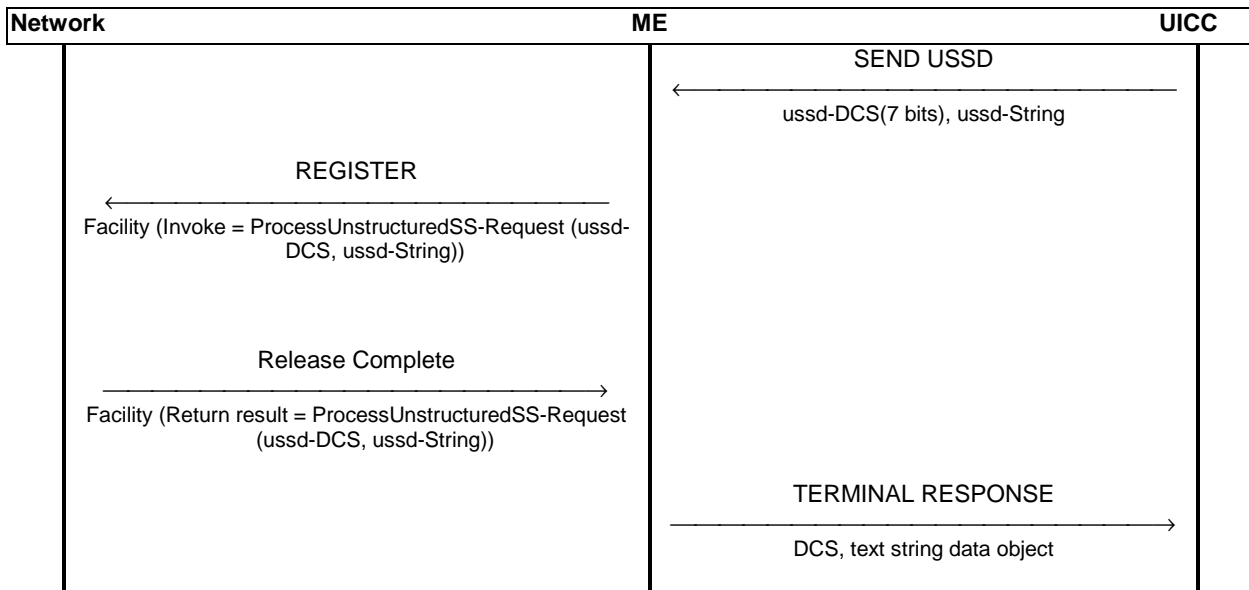 Network ME UICC
SEND USSD
ussd-DCS(7 bits), ussd-String
REGISTER
Facility (Invoke = ProcessUnstructuredSS-Request (ussd-
DCS, ussd-String))
Release Complete
Facility (Return result = ProcessUnstructuredSS-Request
(ussd-DCS, ussd-String))
TERMINAL RESPONSE
DCS, text string data object